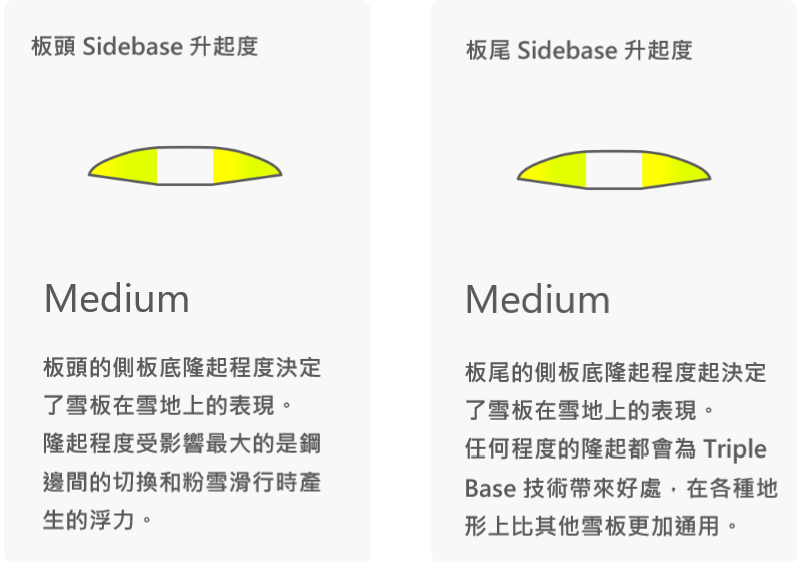 板頭 Sidebase 升起度
Medium
板頭的側板底隆起程度決定
了雪板在雪地上的表現。
隆起程度受影響最大的是鋼
邊間的切換和粉雪滑行時產
生的浮力。
板尾 Sidebase 升起度
Medium
板尾的側板底隆起程度起決定
了雪板在雪地上的表現。
任何程度的隆起都會為 Triple
Base 技術帶來好處，在各種地
形上比其他雪板更加通用。